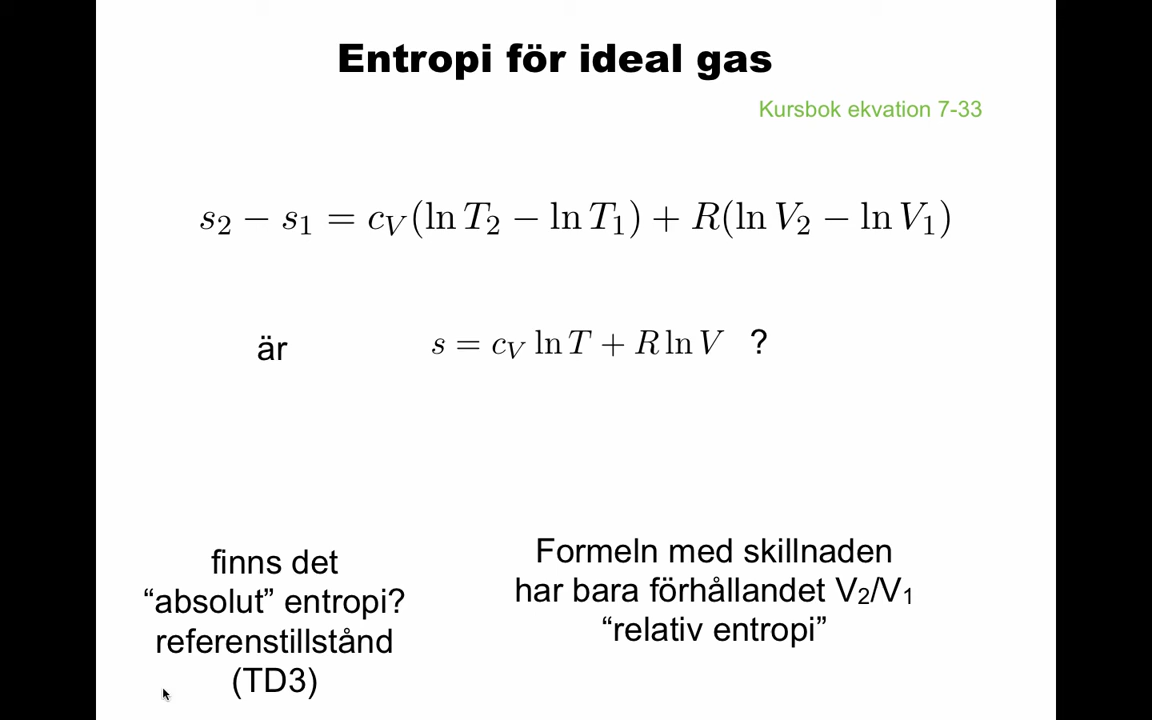 Entropi för ideal gas
Kursbok ekvation 7-33
s₂ − s₁ = c_V(ln T₂ − ln T₁) + R(ln V₂ − ln V₁)
är s = c_V ln T + R ln V ?
finns det
“absolut” entropi?
referenstillstånd
(TD3)
Formeln med skillnaden
har bara förhållandet V₂/V₁
“relativ entropi”